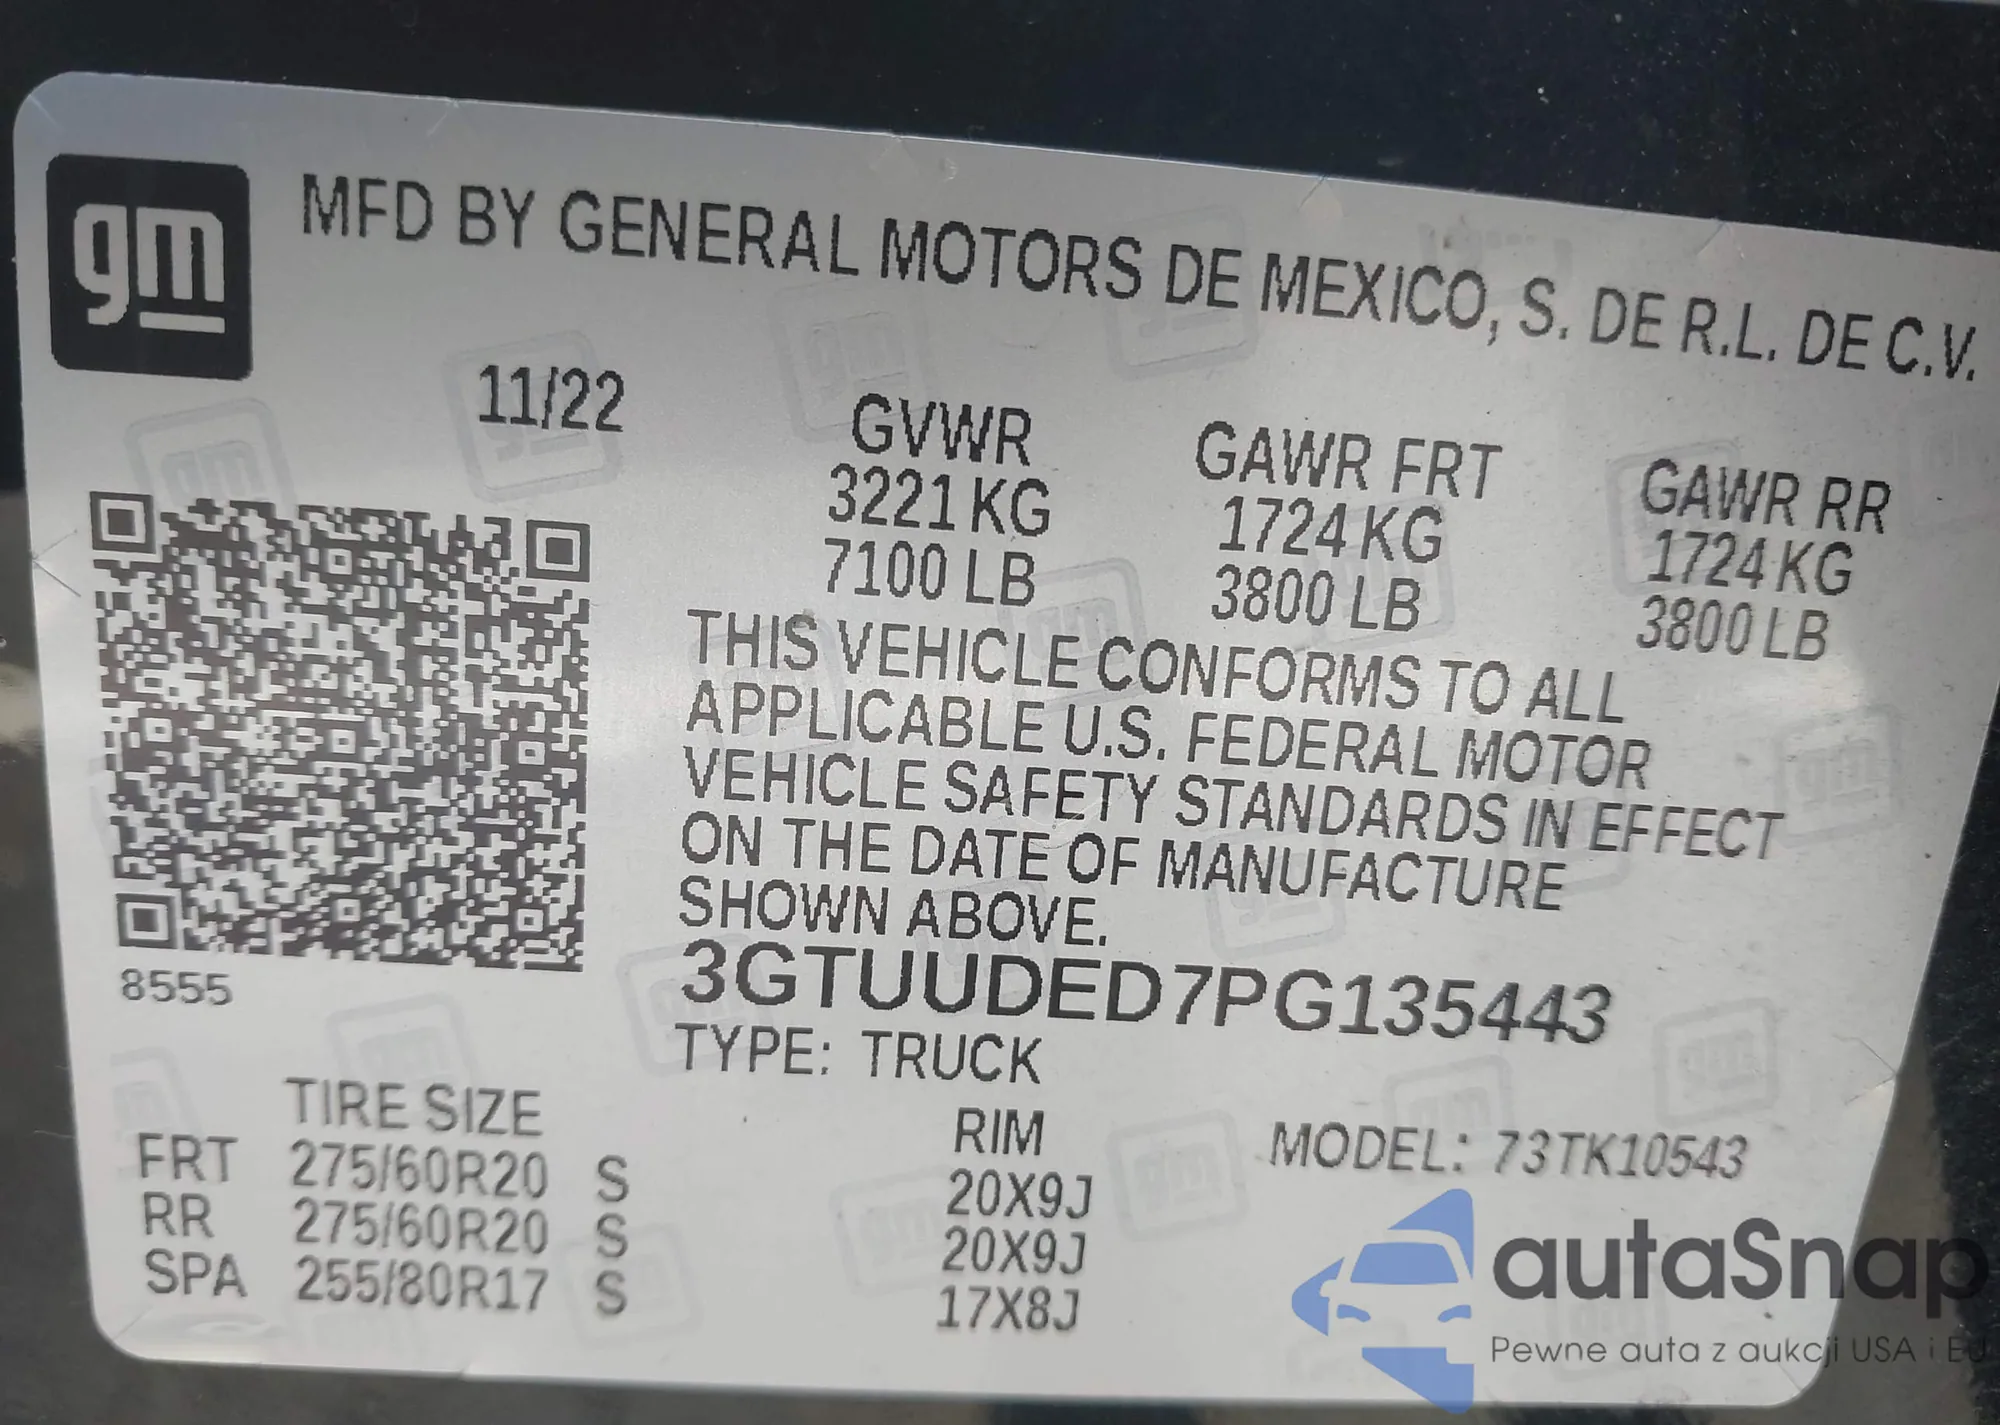 gm
MFD BY GENERAL MOTORS DE MEXICO, S. DE R.L. DE C.V.
11/22
GVWR GAWR FRT GAWR RR
3221 KG 1724 KG 1724 KG
7100 LB 3800 LB 3800 LB
THIS VEHICLE CONFORMS TO ALL
APPLICABLE U.S. FEDERAL MOTOR
VEHICLE SAFETY STANDARDS IN EFFECT
ON THE DATE OF MANUFACTURE
SHOWN ABOVE.
8555
3GTUUDED7PG135443
TYPE: TRUCK
TIRE SIZE RIM MODEL: 73TK10543
FRT 275/60R20 S 20X9J
RR 275/60R20 S 20X9J
SPA 255/80R17 S 17X8J
autaSnap
Pewne auta z aukcji USA i EU